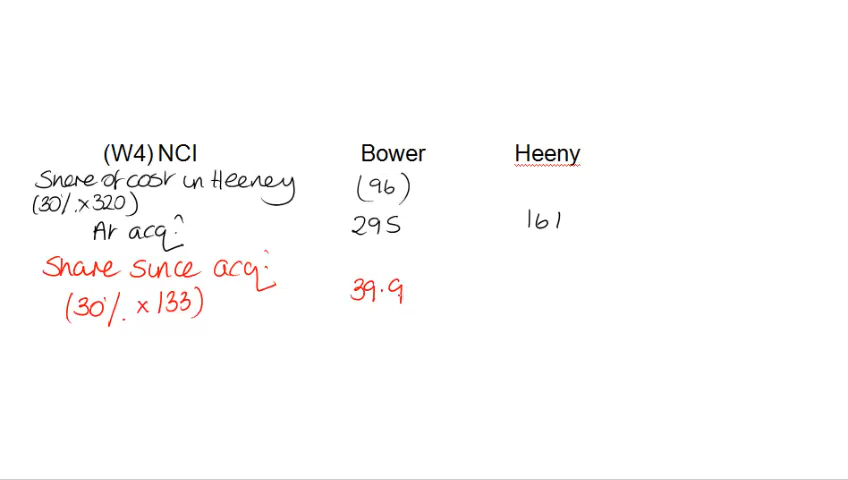 (W4) NCI Bower Heeny
Share of cost in Heeney (96)
(30% x 320)
At acq: 295 161
Share since acq:
(30% x 133) 39.9